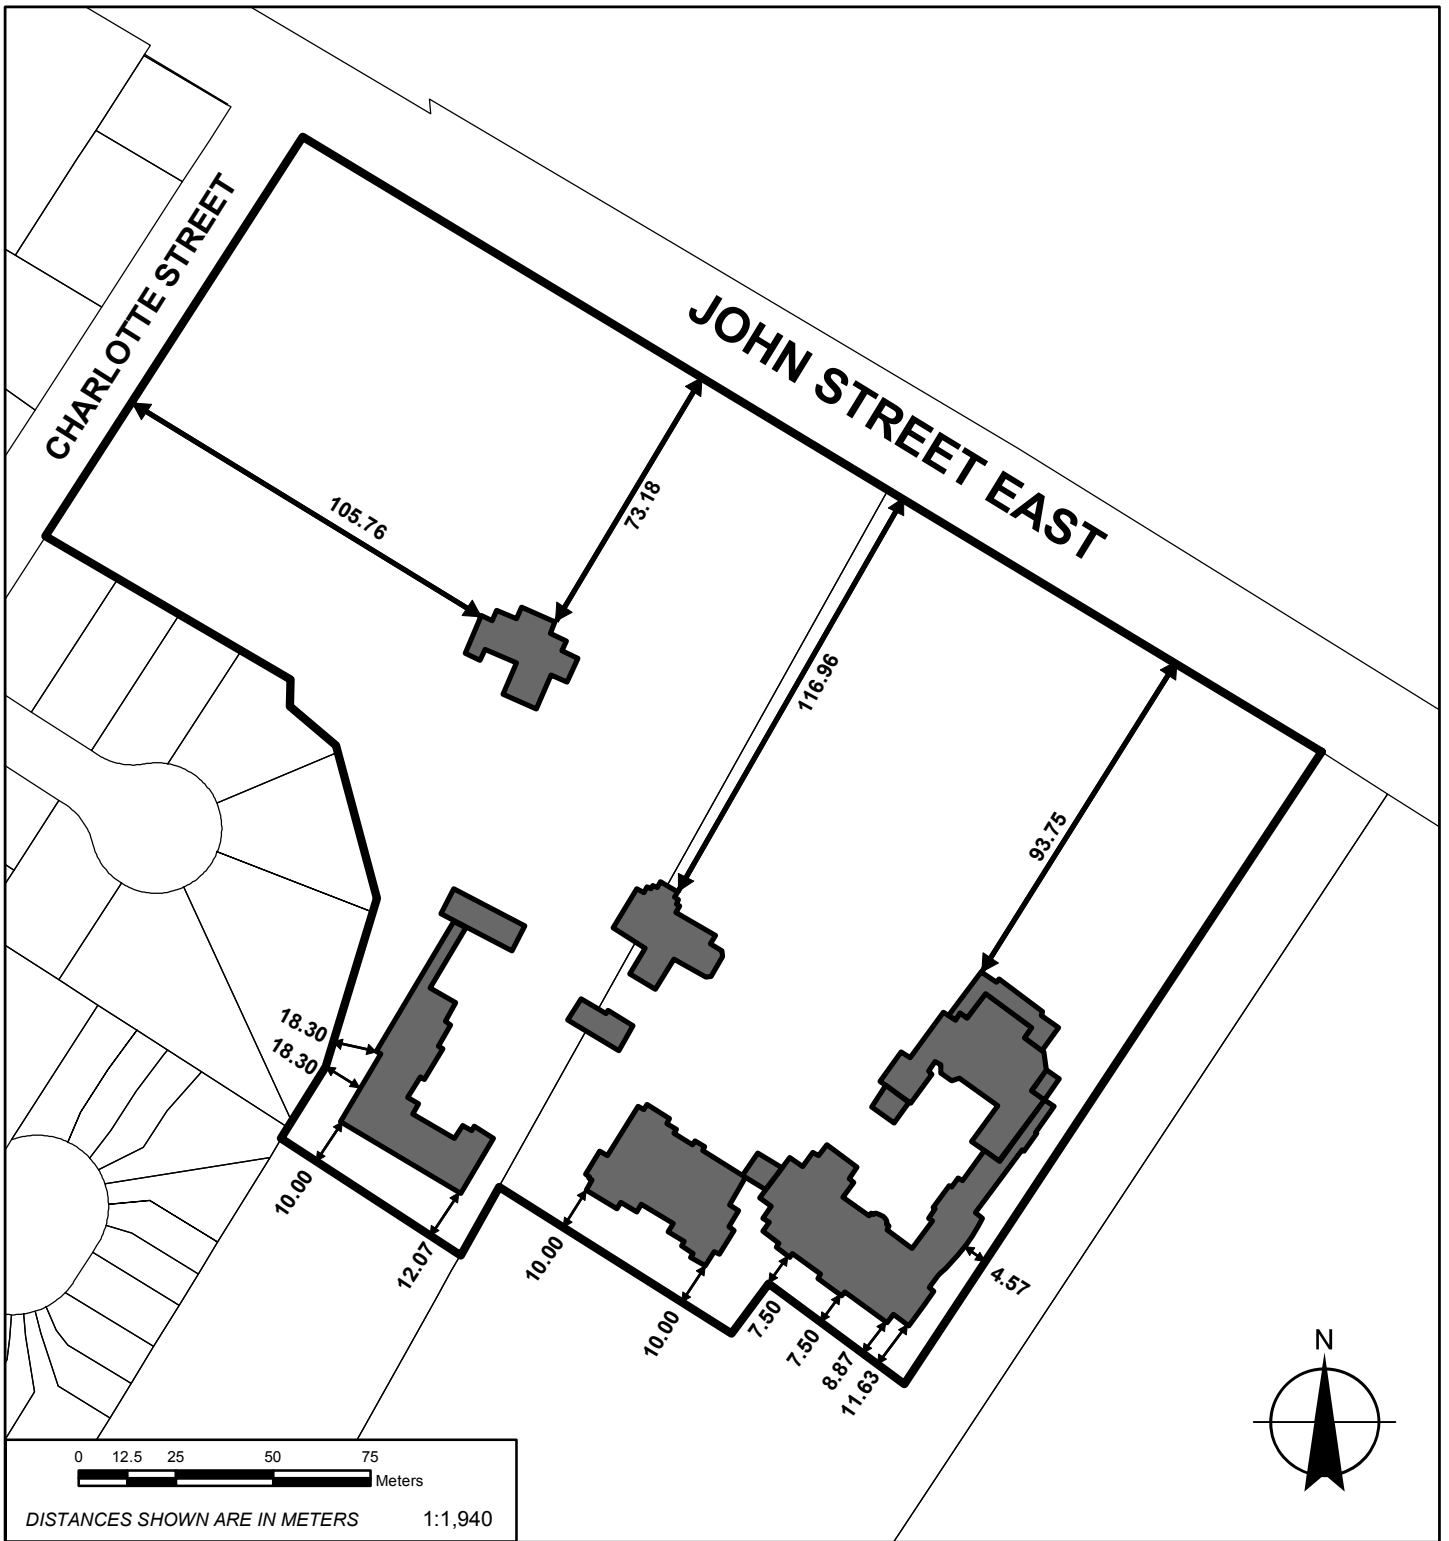 CHARLOTTE STREET
JOHN STREET EAST
105.76
73.18
116.96
93.75
18.30
18.30
10.00
12.07
10.00
10.00
7.50
7.50
8.87
11.63
4.57
N
0 12.5 25 50 75
Meters
DISTANCES SHOWN ARE IN METERS 1:1,940